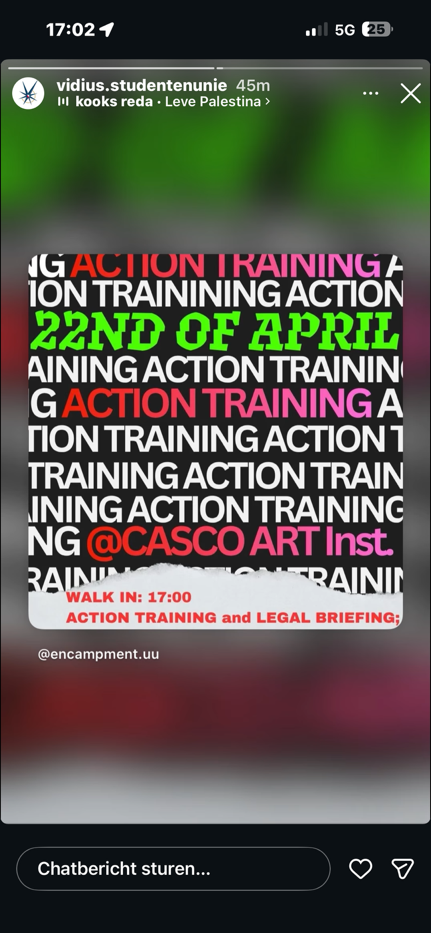 17:02
5G 25
vidius.studentenunie 45m
kooks reda · Leve Palestina >
NG ACTION TRAINING A
ION TRAININING ACTION
22ND OF APRIL
AINING ACTION TRAINING
G ACTION TRAINING A
TION TRAINING ACTION T
TRAINING ACTION TRAIN
INING ACTION TRAINING
NG @CASCO ART Inst.
WALK IN: 17:00
ACTION TRAINING and LEGAL BRIEFING;
@encampment.uu
Chatbericht sturen...